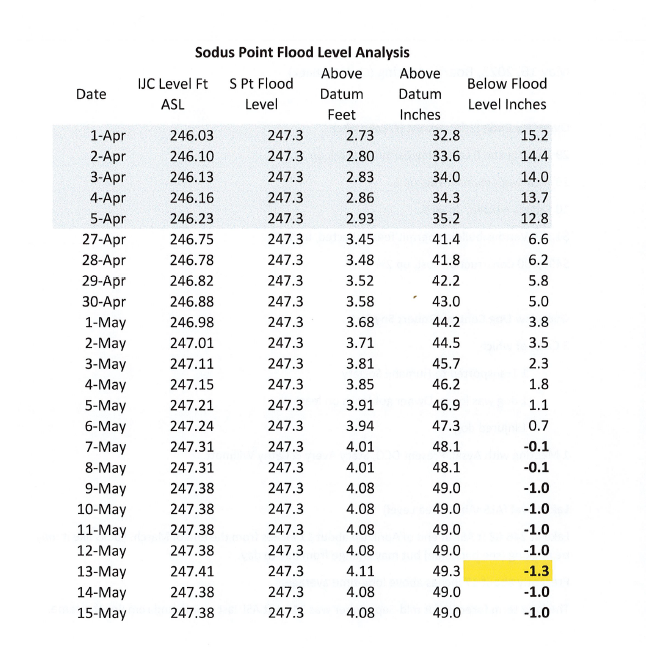 Sodus Point Flood Level Analysis
Date IJC Level Ft ASL S Pt Flood Level Above Datum Feet Above Datum Inches Below Flood Level Inches
1-Apr 246.03 247.3 2.73 32.8 15.2
2-Apr 246.10 247.3 2.80 33.6 14.4
3-Apr 246.13 247.3 2.83 34.0 14.0
4-Apr 246.16 247.3 2.86 34.3 13.7
5-Apr 246.23 247.3 2.93 35.2 12.8
27-Apr 246.75 247.3 3.45 41.4 6.6
28-Apr 246.78 247.3 3.48 41.8 6.2
29-Apr 246.82 247.3 3.52 42.2 5.8
30-Apr 246.88 247.3 3.58 43.0 5.0
1-May 246.98 247.3 3.68 44.2 3.8
2-May 247.01 247.3 3.71 44.5 3.5
3-May 247.11 247.3 3.81 45.7 2.3
4-May 247.15 247.3 3.85 46.2 1.8
5-May 247.21 247.3 3.91 46.9 1.1
6-May 247.24 247.3 3.94 47.3 0.7
7-May 247.31 247.3 4.01 48.1 -0.1
8-May 247.31 247.3 4.01 48.1 -0.1
9-May 247.38 247.3 4.08 49.0 -1.0
10-May 247.38 247.3 4.08 49.0 -1.0
11-May 247.38 247.3 4.08 49.0 -1.0
12-May 247.38 247.3 4.08 49.0 -1.0
13-May 247.41 247.3 4.11 49.3 -1.3
14-May 247.38 247.3 4.08 49.0 -1.0
15-May 247.38 247.3 4.08 49.0 -1.0